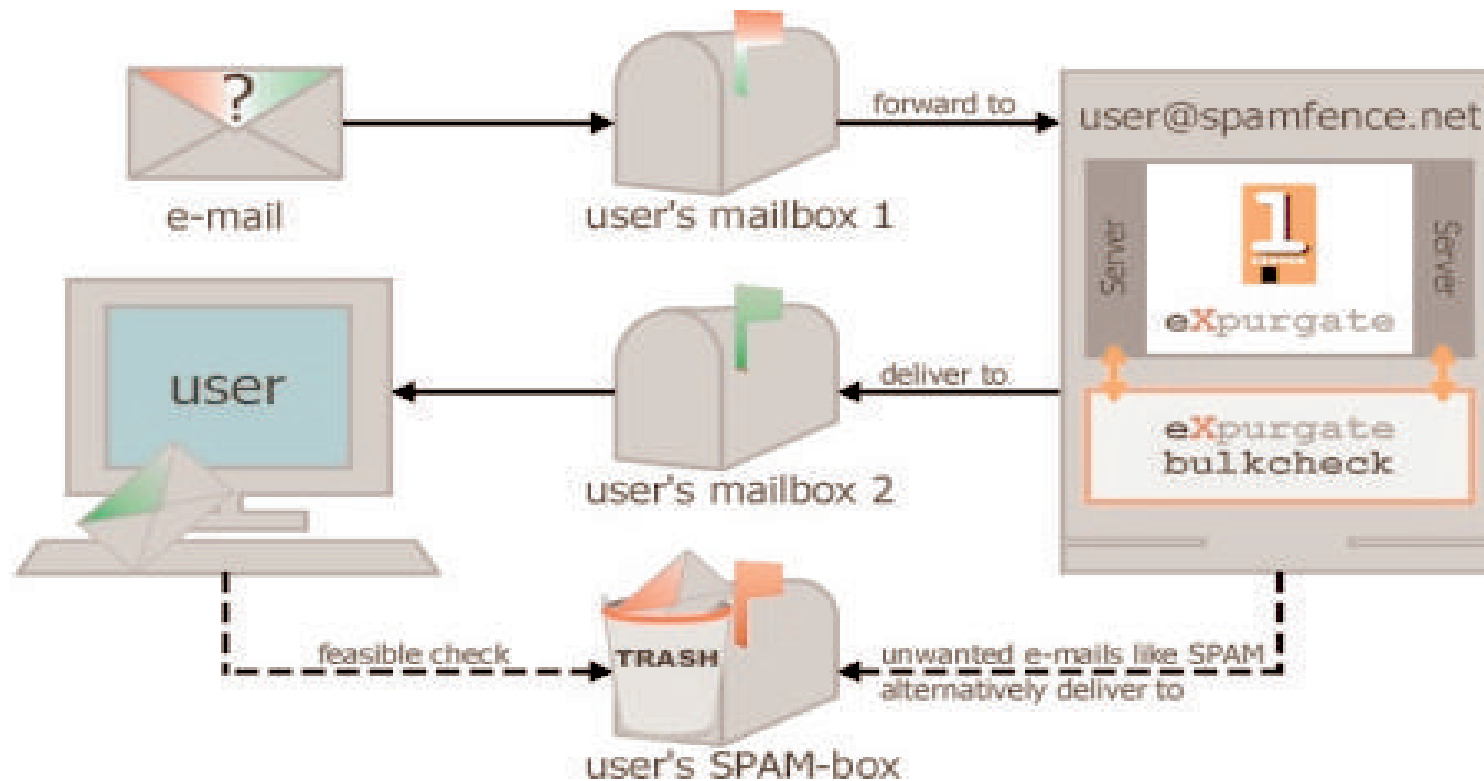 ?
e-mail
user's mailbox 1
forward to
user@spamfence.net
Server
1
eXpurgate
Server
user
user's mailbox 2
deliver to
eXpurgate
bulkcheck
feasible check
TRASH
unwanted e-mails like SPAM
alternatively deliver to
user's SPAM-box